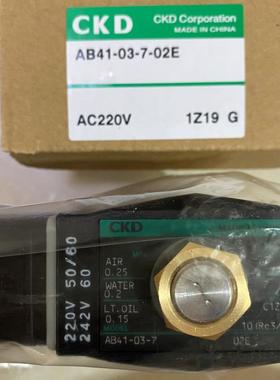 CKD
CKD Corporation
MADE IN CHINA
AB41-03-7-02E
AC220V 1Z19 G
CKD
220V 50/60
242V 60
AIR
0.25
WATER
0.2
LT.OIL
0.15
MODEL
AB41-03-7
02E